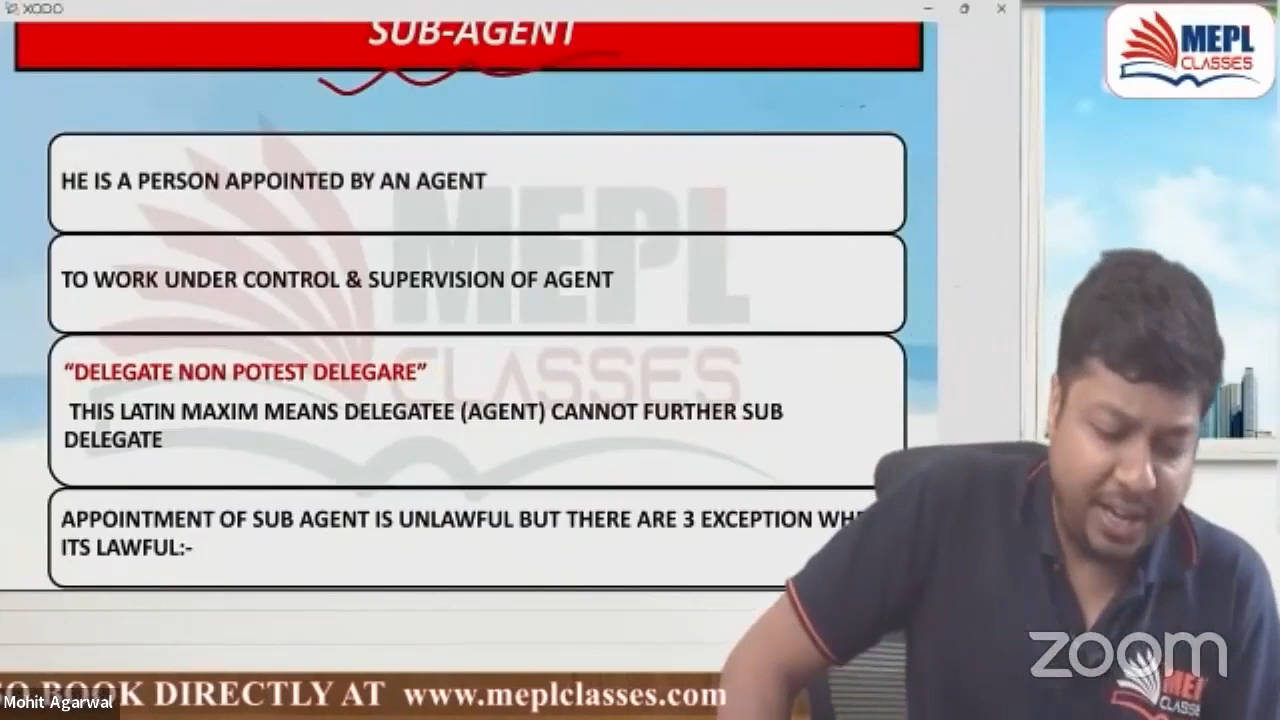 XODO
SUB-AGENT
MEPL
CLASSES
HE IS A PERSON APPOINTED BY AN AGENT
TO WORK UNDER CONTROL & SUPERVISION OF AGENT
MEPL
CLASSES
“DELEGATE NON POTEST DELEGARE”
THIS LATIN MAXIM MEANS DELEGATEE (AGENT) CANNOT FURTHER SUB
DELEGATE
APPOINTMENT OF SUB AGENT IS UNLAWFUL BUT THERE ARE 3 EXCEPTION
ITS LAWFUL:-
zoom
BOOK DIRECTLY AT www.meplclasses.com
Mohit Agarwal